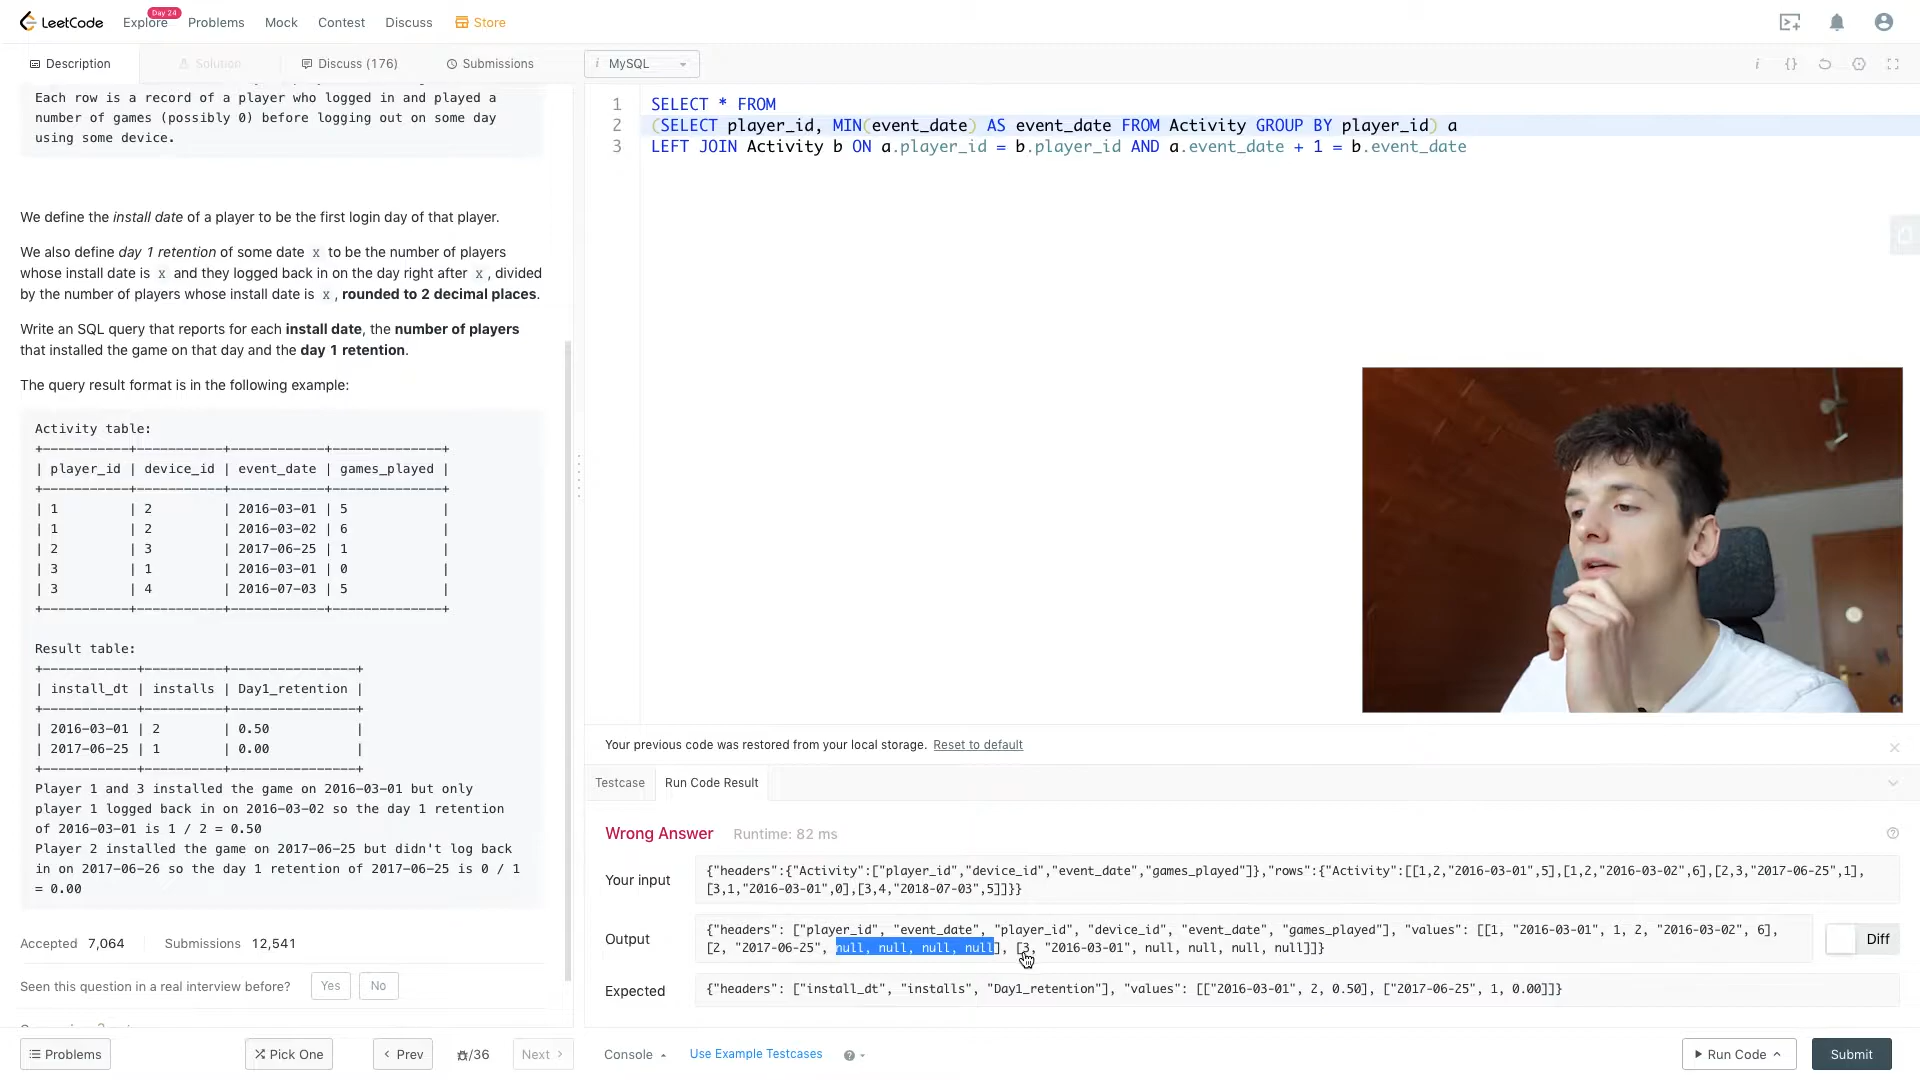 LeetCode
Explore
Day 24
Problems
Mock
Contest
Discuss
Store
Description
Solution
Discuss (176)
Submissions
i MySQL
Each row is a record of a player who logged in and played a
number of games (possibly 0) before logging out on some day
using some device.
We define the install date of a player to be the first login day of that player.
We also define day 1 retention of some date x to be the number of players
whose install date is x and they logged back in on the day right after x, divided
by the number of players whose install date is x, rounded to 2 decimal places.
Write an SQL query that reports for each install date, the number of players
that installed the game on that day and the day 1 retention.
The query result format is in the following example:
Activity table:
+-----------+-----------+------------+--------------+
| player_id | device_id | event_date | games_played |
+-----------+-----------+------------+--------------+
| 1 | 2 | 2016-03-01 | 5 |
| 1 | 2 | 2016-03-02 | 6 |
| 2 | 3 | 2017-06-25 | 1 |
| 3 | 1 | 2016-03-01 | 0 |
| 3 | 4 | 2016-07-03 | 5 |
+-----------+-----------+------------+--------------+
Result table:
+------------+----------+----------------+
| install_dt | installs | Day1_retention |
+------------+----------+----------------+
| 2016-03-01 | 2 | 0.50 |
| 2017-06-25 | 1 | 0.00 |
+------------+----------+----------------+
Player 1 and 3 installed the game on 2016-03-01 but only
player 1 logged back in on 2016-03-02 so the day 1 retention
of 2016-03-01 is 1 / 2 = 0.50
Player 2 installed the game on 2017-06-25 but didn't log back
in on 2017-06-26 so the day 1 retention of 2017-06-25 is 0 / 1
= 0.00
Accepted 7,064
Submissions 12,541
Seen this question in a real interview before?
Yes
No
Problems
Pick One
Prev
/36
Next
1 SELECT * FROM
2 (SELECT player_id, MIN(event_date) AS event_date FROM Activity GROUP BY player_id) a
3 LEFT JOIN Activity b ON a.player_id = b.player_id AND a.event_date + 1 = b.event_date
Your previous code was restored from your local storage. Reset to default
Testcase
Run Code Result
Wrong Answer
Runtime: 82 ms
Your input
{"headers":{"Activity":["player_id","device_id","event_date","games_played"]},"rows":{"Activity":[[1,2,"2016-03-01",5],[1,2,"2016-03-02",6],[2,3,"2017-06-25",1],
[3,1,"2016-03-01",0],[3,4,"2018-07-03",5]]}}
Output
{"headers": ["player_id", "event_date", "player_id", "device_id", "event_date", "games_played"], "values": [[1, "2016-03-01", 1, 2, "2016-03-02", 6],
[2, "2017-06-25", null, null, null, null], [3, "2016-03-01", null, null, null, null]]}
Diff
Expected
{"headers": ["install_dt", "installs", "Day1_retention"], "values": [["2016-03-01", 2, 0.50], ["2017-06-25", 1, 0.00]]}
Console
Use Example Testcases
Run Code
Submit